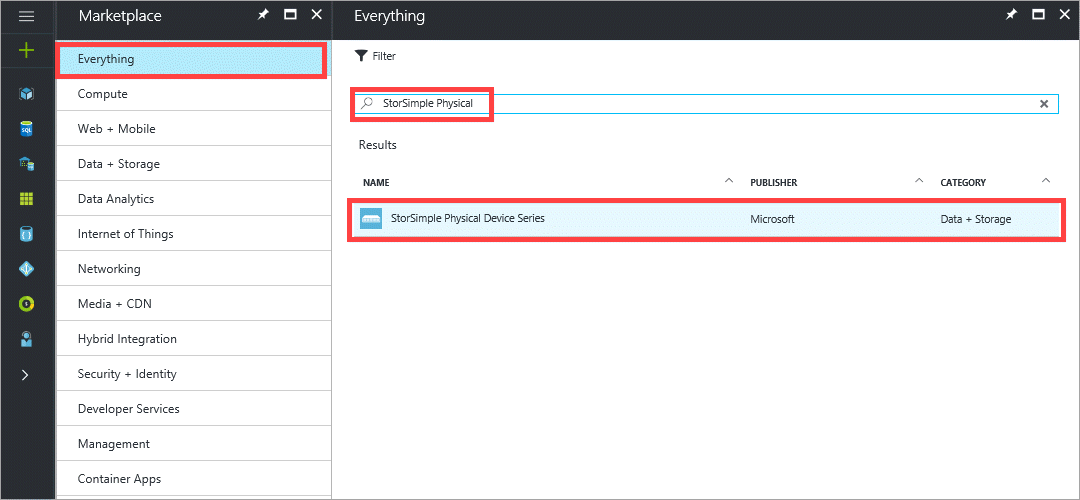 Marketplace
Everything
Compute
Web + Mobile
Data + Storage
Data Analytics
Internet of Things
Networking
Media + CDN
Hybrid Integration
Security + Identity
Developer Services
Management
Container Apps
SQL
Everything
Filter
StorSimple Physical
Results
NAME PUBLISHER CATEGORY
StorSimple Physical Device Series Microsoft Data + Storage